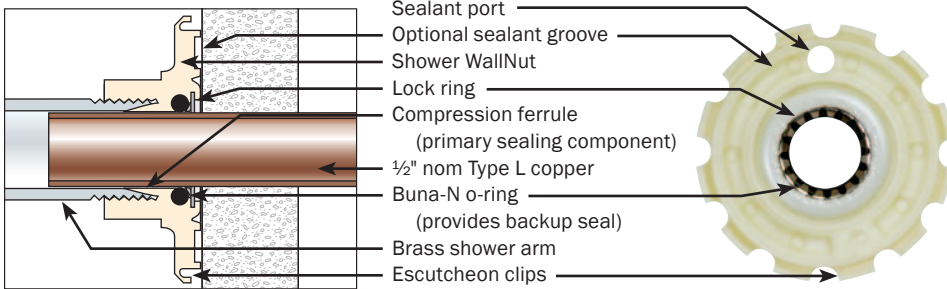 Sealant port
Optional sealant groove
Shower WallNut
Lock ring
Compression ferrule
(primary sealing component)
½" nom Type L copper
Buna-N o-ring
(provides backup seal)
Brass shower arm
Escutcheon clips